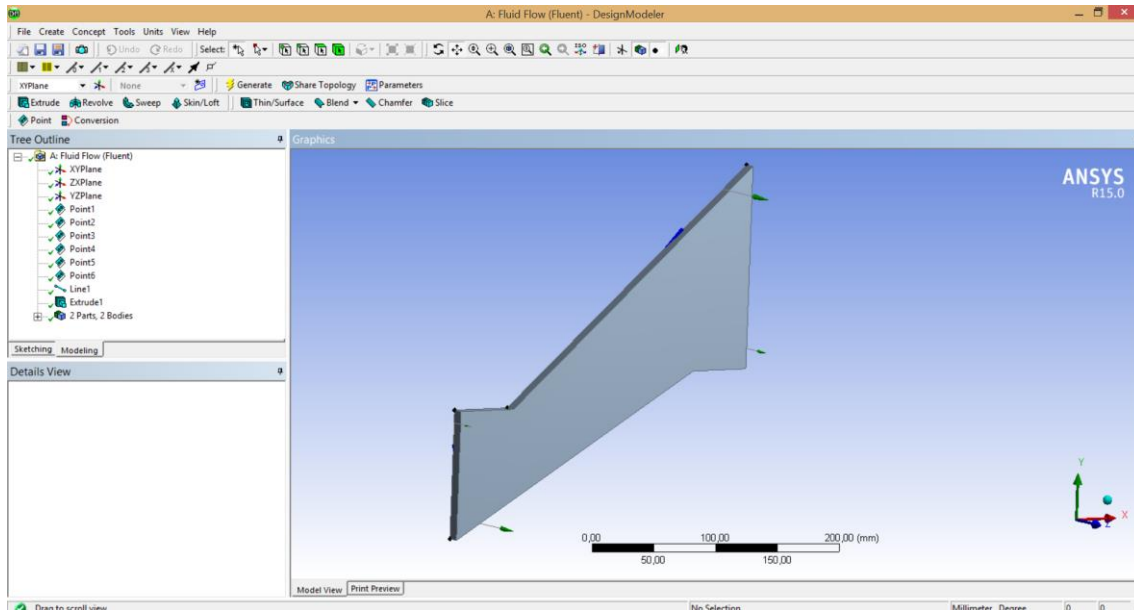 A: Fluid Flow (Fluent) - DesignModeler
File Create Concept Tools Units View Help
Undo Redo Select:
XYPlane None Generate Share Topology Parameters
Extrude Revolve Sweep Skin/Loft Thin/Surface Blend Chamfer Slice
Point Conversion
Tree Outline
A: Fluid Flow (Fluent)
XYPlane
ZXPlane
YZPlane
Point1
Point2
Point3
Point4
Point5
Point6
Line1
Extrude1
2 Parts, 2 Bodies
Sketching Modeling
Details View
Graphics
ANSYS
R15.0
Y
X
Z
0,00 100,00 200,00 (mm)
50,00 150,00
Model View Print Preview
Drag to scroll view No Selection Millimeter Degree 0 0